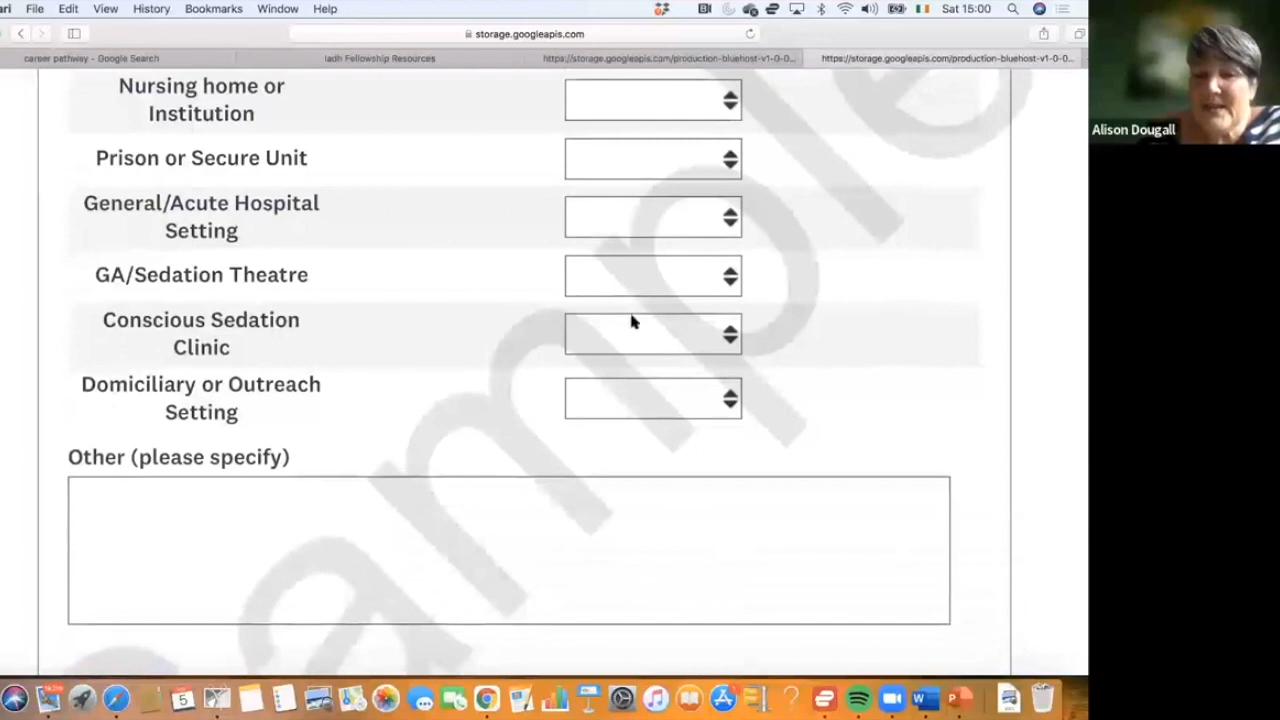 ari File Edit View History Bookmarks Window Help Sat 15:00
storage.googleapis.com
career pathway - Google Search
iadh Fellowship Resources
https://storage.googleapis.com/production-bluehost-v1-0-0...
https://storage.googleapis.com/production-bluehost-v1-0-0...
Nursing home or
Institution
Prison or Secure Unit
General/Acute Hospital
Setting
GA/Sedation Theatre
Conscious Sedation
Clinic
Domiciliary or Outreach
Setting
Other (please specify)
ample
Alison Dougall
5